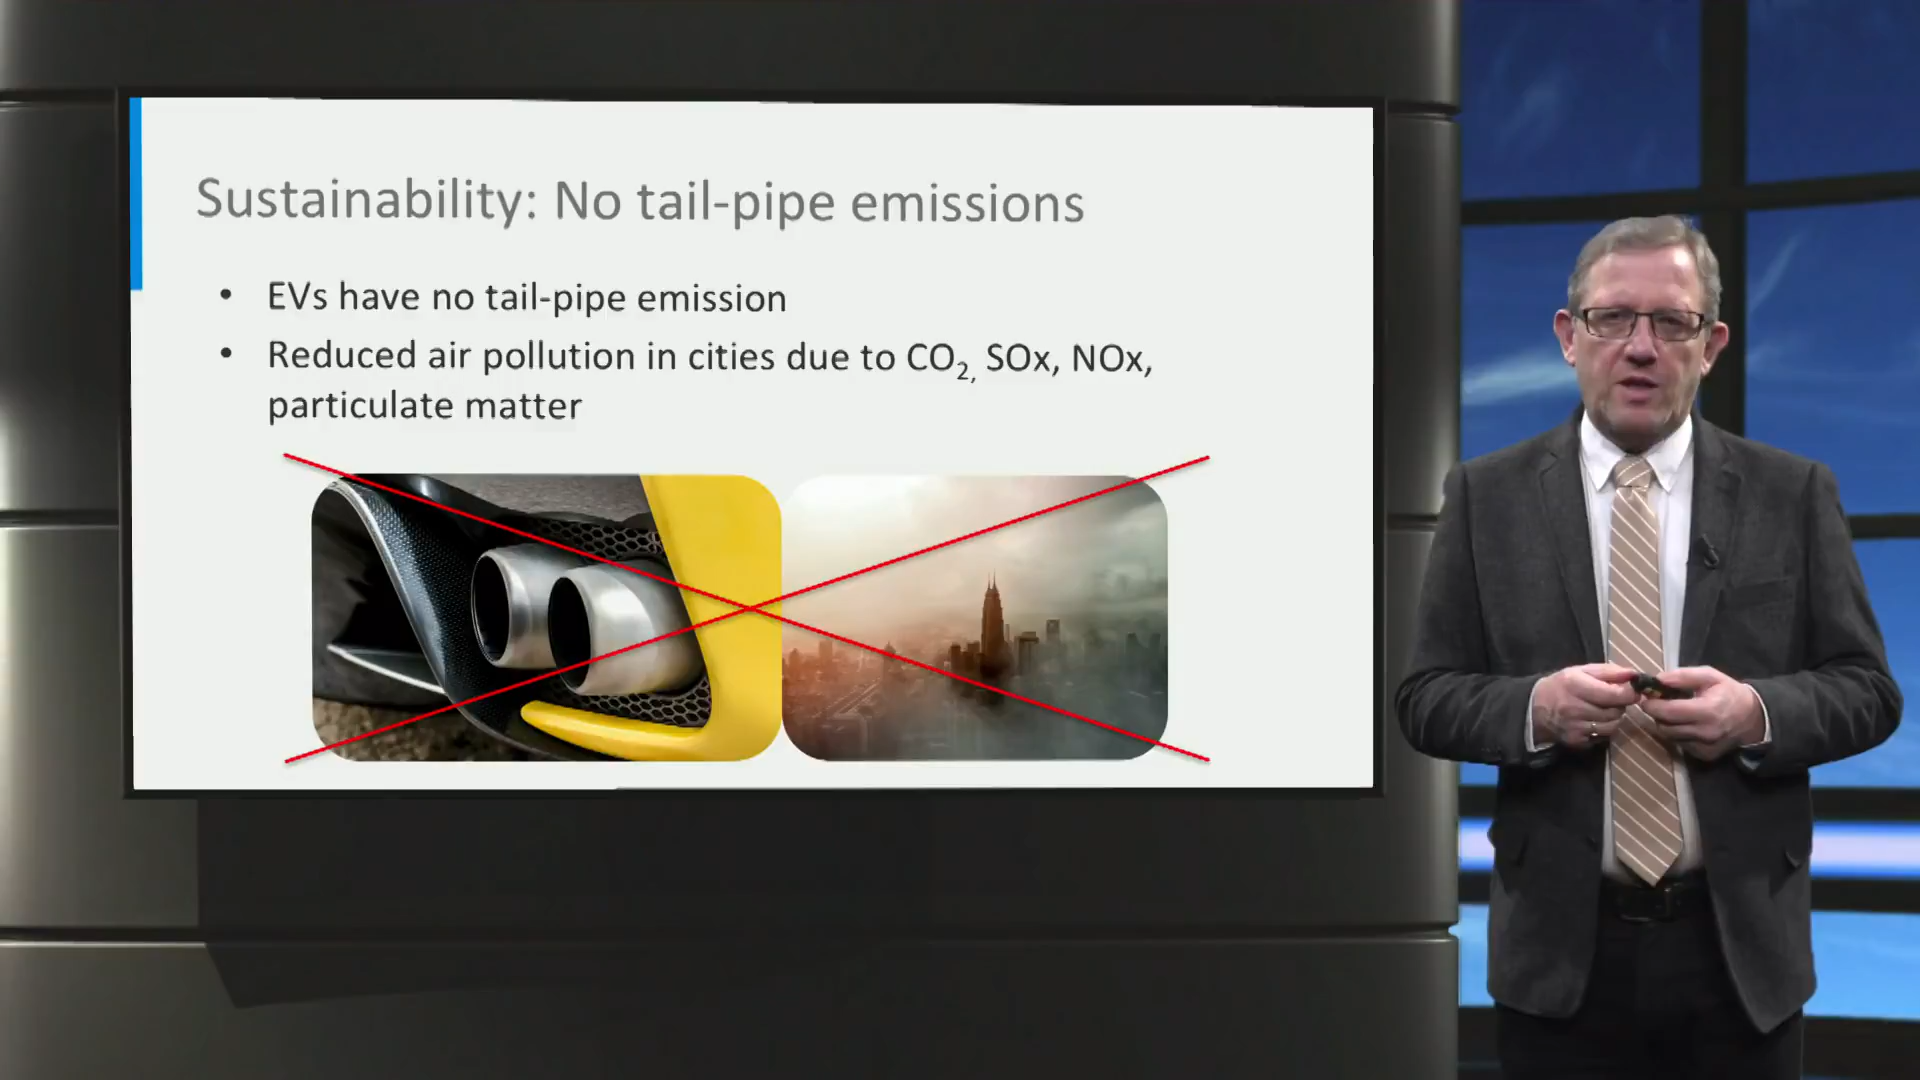 Sustainability: No tail-pipe emissions
• EVs have no tail-pipe emission
• Reduced air pollution in cities due to CO₂, SOx, NOx,
particulate matter